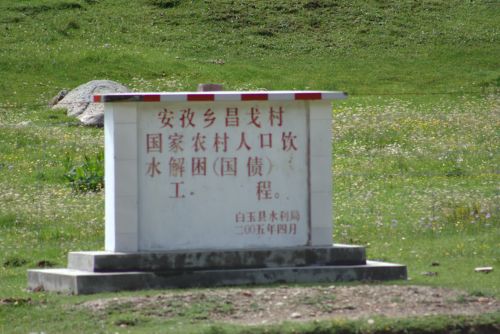 安孜乡昌戈村
国家农村人口饮
水解困(国债)
工程。
白玉县水利局
二00五年四月